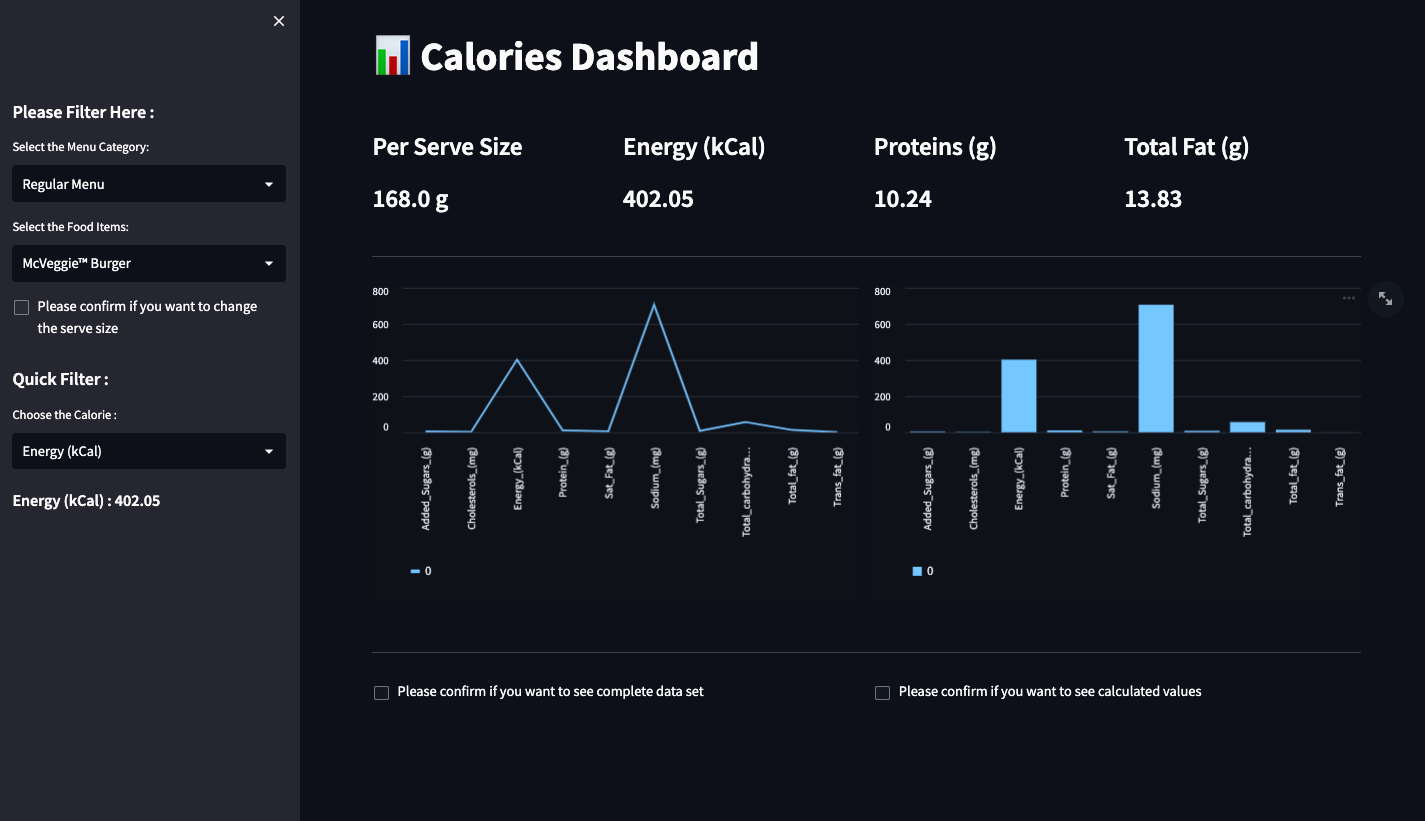 Please Filter Here :
Select the Menu Category:
Regular Menu
Select the Food Items:
McVeggie™ Burger
Please confirm if you want to change
the serve size
Quick Filter :
Choose the Calorie :
Energy (kCal)
Energy (kCal) : 402.05
Calories Dashboard
Per Serve Size
168.0 g
Energy (kCal)
402.05
Proteins (g)
10.24
Total Fat (g)
13.83
800
600
400
200
0
Added_Sugars_(g)
Cholesterols_(mg)
Energy_(kCal)
Protein_(g)
Sat_Fat_(g)
Sodium_(mg)
Total_Sugars_(g)
Total_carbohydra...
Total_fat_(g)
Trans_fat_(g)
0
800
600
400
200
0
Added_Sugars_(g)
Cholesterols_(mg)
Energy_(kCal)
Protein_(g)
Sat_Fat_(g)
Sodium_(mg)
Total_Sugars_(g)
Total_carbohydra...
Total_fat_(g)
Trans_fat_(g)
0
Please confirm if you want to see complete data set
Please confirm if you want to see calculated values